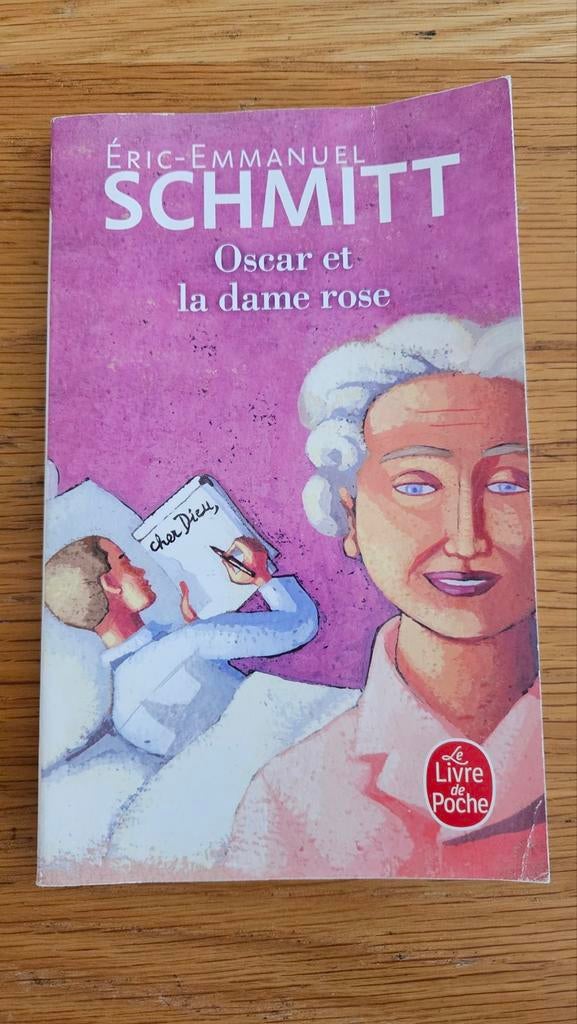 ÉRIC-EMMANUEL
SCHMITT
Oscar et
la dame rose
cher Dieu,
Le
Livre
de
Poche